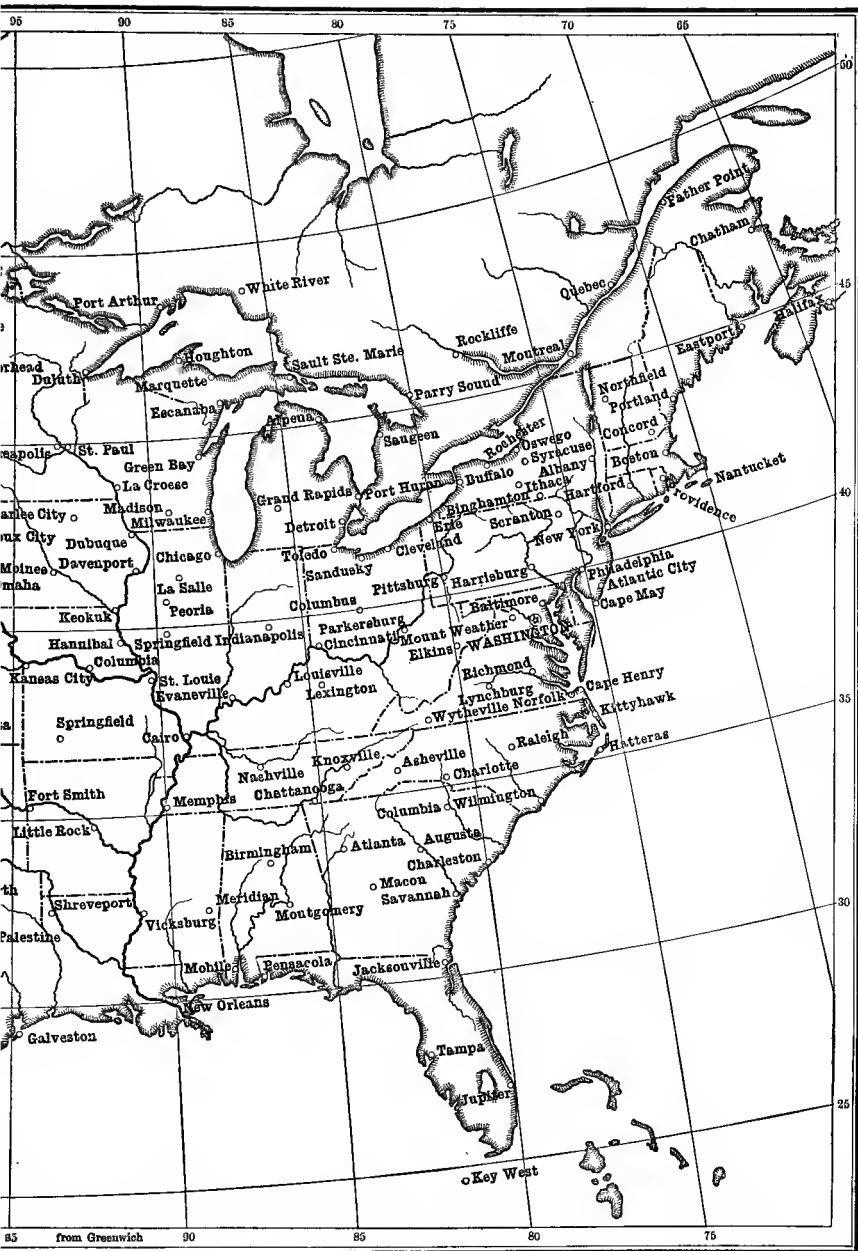 95 90 85 80 75 70 65
50
Father Point
Chatham
45
White River
Quebec
Port Arthur
Halifax
Rockliffe
Eastport
Montreal
Houghton
Sault Ste. Marie
rhead
Duluth
Marquette
Parry Sound
Northfield
Portland
Escanaba
Alpena
Rochester
Oswego
Concord
Saugeen
Syracuse
eapolis
St. Paul
Green Bay
Buffalo
Albany
Boston
La Crosse
Port Huron
Ithaca
Nantucket
Grand Rapids
Binghamton
Hartford
Providence
40
arles City
Madison
Milwaukee
Detroit
Erie
Scranton
oux City
Dubuque
Chicago
Toledo
Cleveland
New York
Moines
Davenport
Sandusky
Philadelphia
maha
La Salle
Pittsburg
Harrisburg
Atlantic City
Peoria
Columbus
Baltimore
Cape May
Keokuk
Parkersburg
Hannibal
Springfield
Indianapolis
Cincinnati
Mount Weather
WASHINGTON
Elkins
Columbia
Kansas City
St. Louis
Louisville
Richmond
Evansville
Lexington
Lynchburg
Cape Henry
35
Wytheville
Norfolk
Kittyhawk
Springfield
Cairo
Raleigh
Hatteras
Nashville
Knoxville
Asheville
Charlotte
Chattanooga
Fort Smith
Memphis
Columbia
Wilmington
Little Rock
Birmingham
Atlanta
Augusta
Charleston
Macon
30
Shreveport
Meridian
Savannah
Vicksburg
Montgomery
Palestine
Mobile
Pensacola
Jacksonville
New Orleans
Galveston
Tampa
Jupiter
25
Key West
95 from Greenwich 90 85 80 75